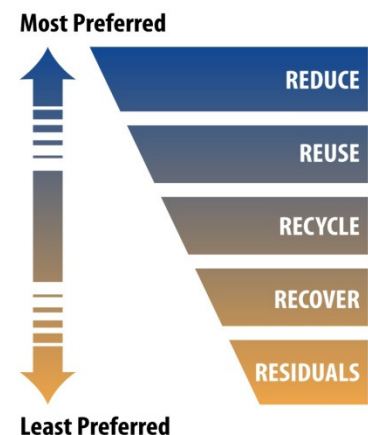 Most Preferred
REDUCE
REUSE
RECYCLE
RECOVER
RESIDUALS
Least Preferred